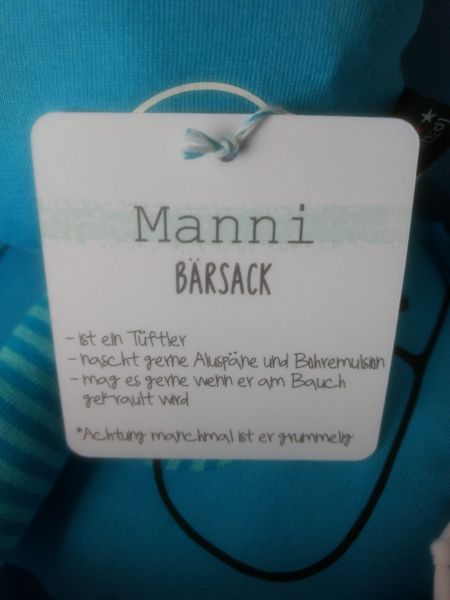 Manni
BÄRSACK
- ist ein Tüftler
- nascht gerne Aluspäne und Bohremulsion
- mag es gerne wenn er am Bauch
gekrault wird
*Achtung manchmal ist er grummelig